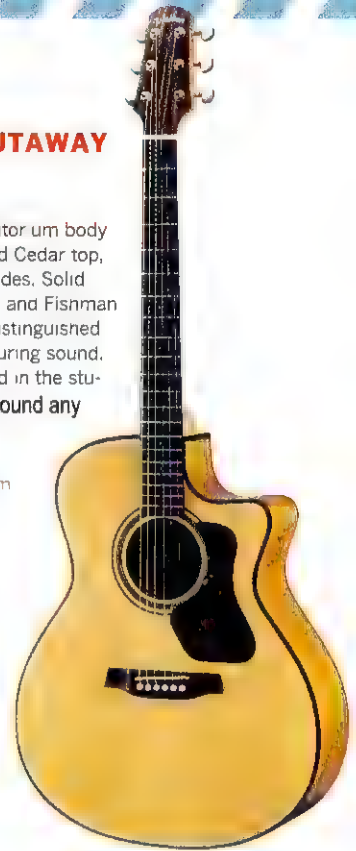 UTAWAY
tor um body
d Cedar top,
des, Solid
and Fishman
stinguished
uring sound,
d in the stu-
ound any
m